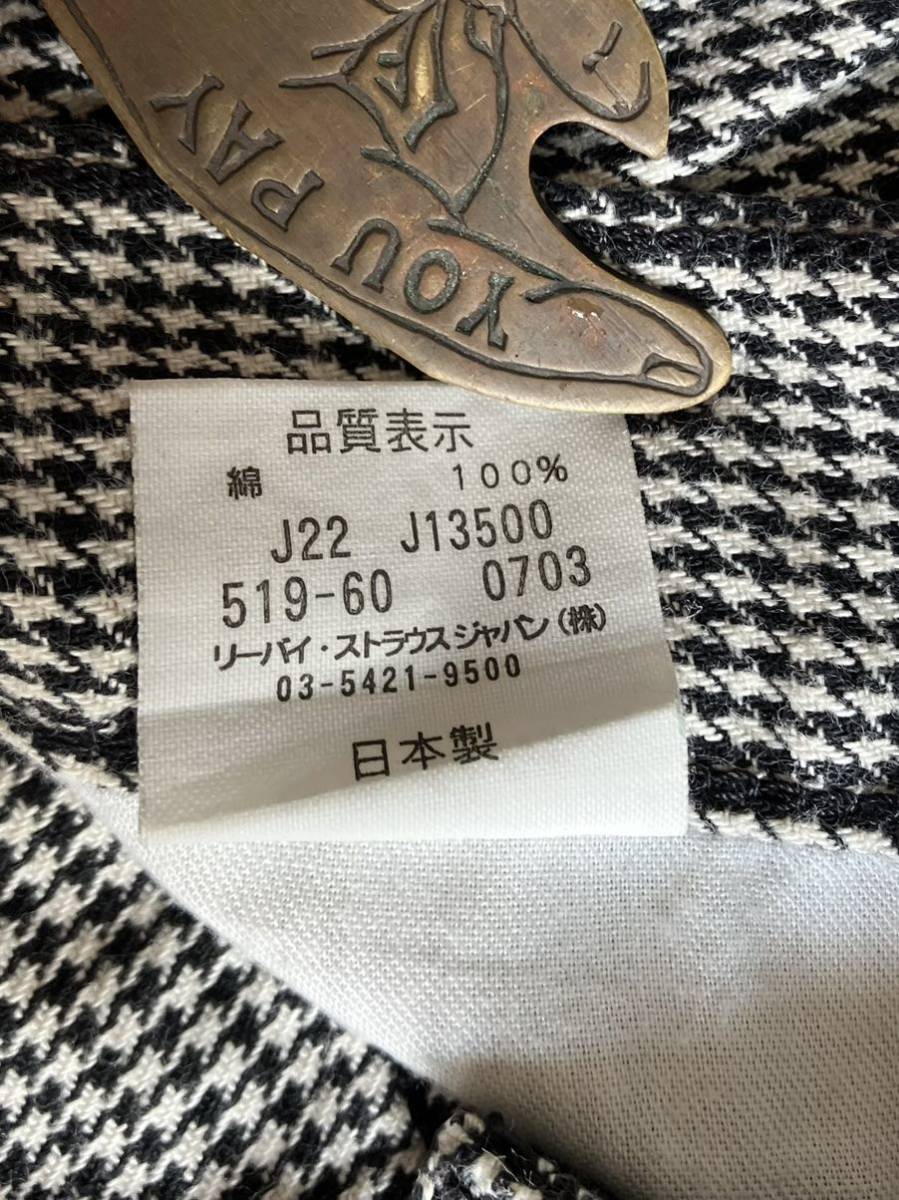 YOU PAY
品質表示
綿 100%
J22 J13500
519-60 0703
リーバイ・ストラウスジャパン(株)
03-5421-9500
日本製